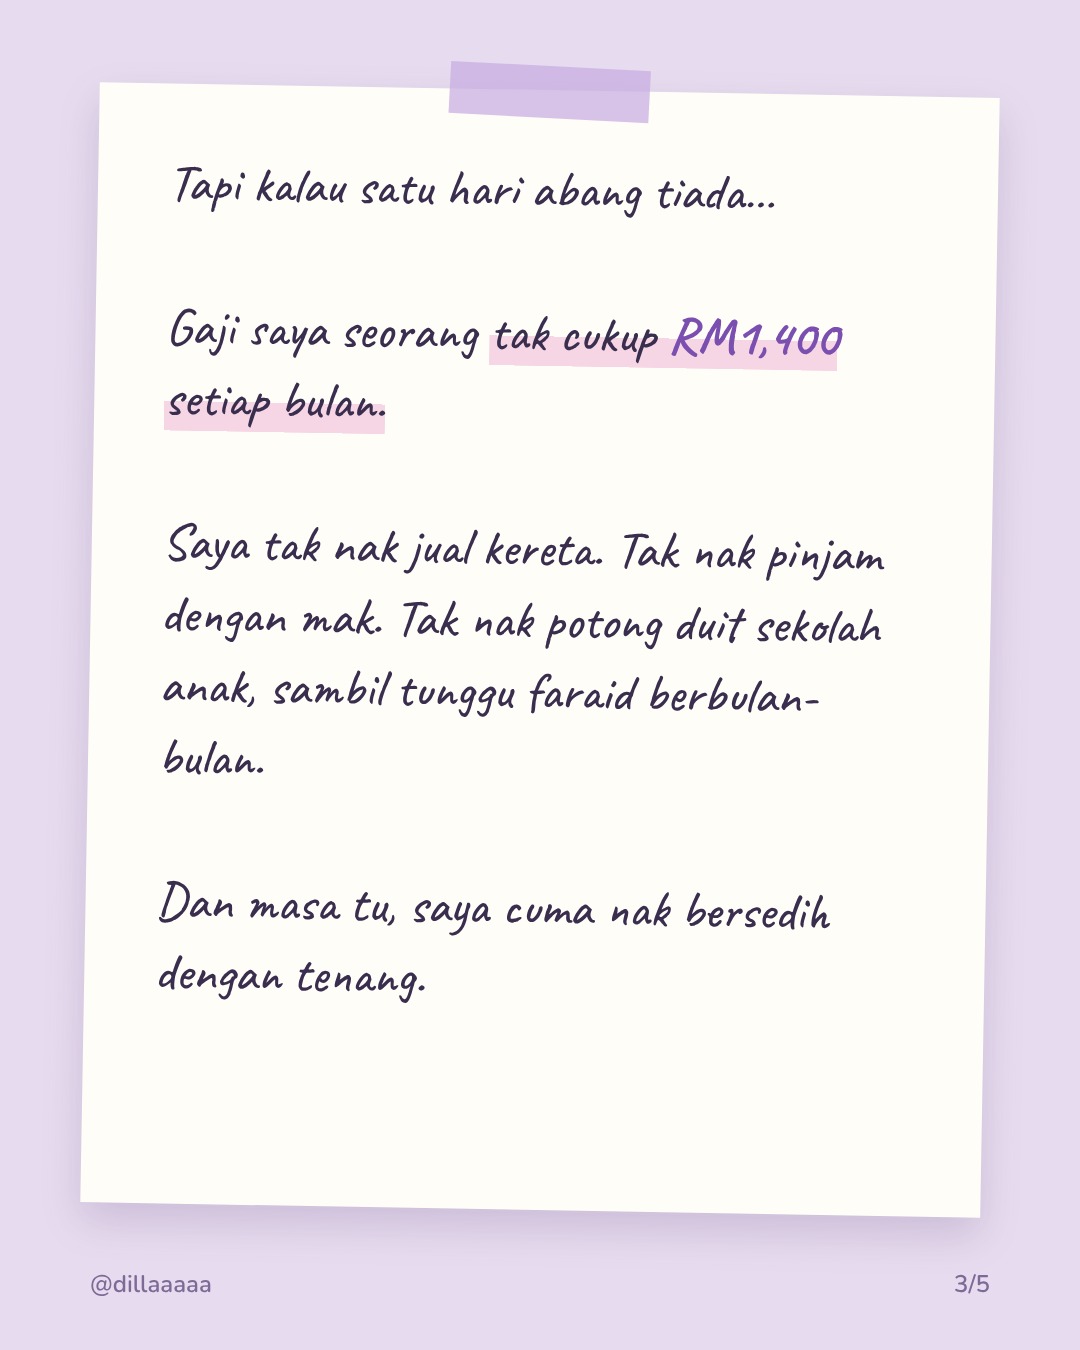 Tapi kalau satu hari abang tiada...
Gaji saya seorang tak cukup RM1,400
setiap bulan.
Saya tak nak jual kereta. Tak nak pinjam
dengan mak. Tak nak potong duit sekolah
anak, sambil tunggu faraid berbulan-
bulan.
Dan masa tu, saya cuma nak bersedih
dengan tenang.
@dillaaaaa
3/5